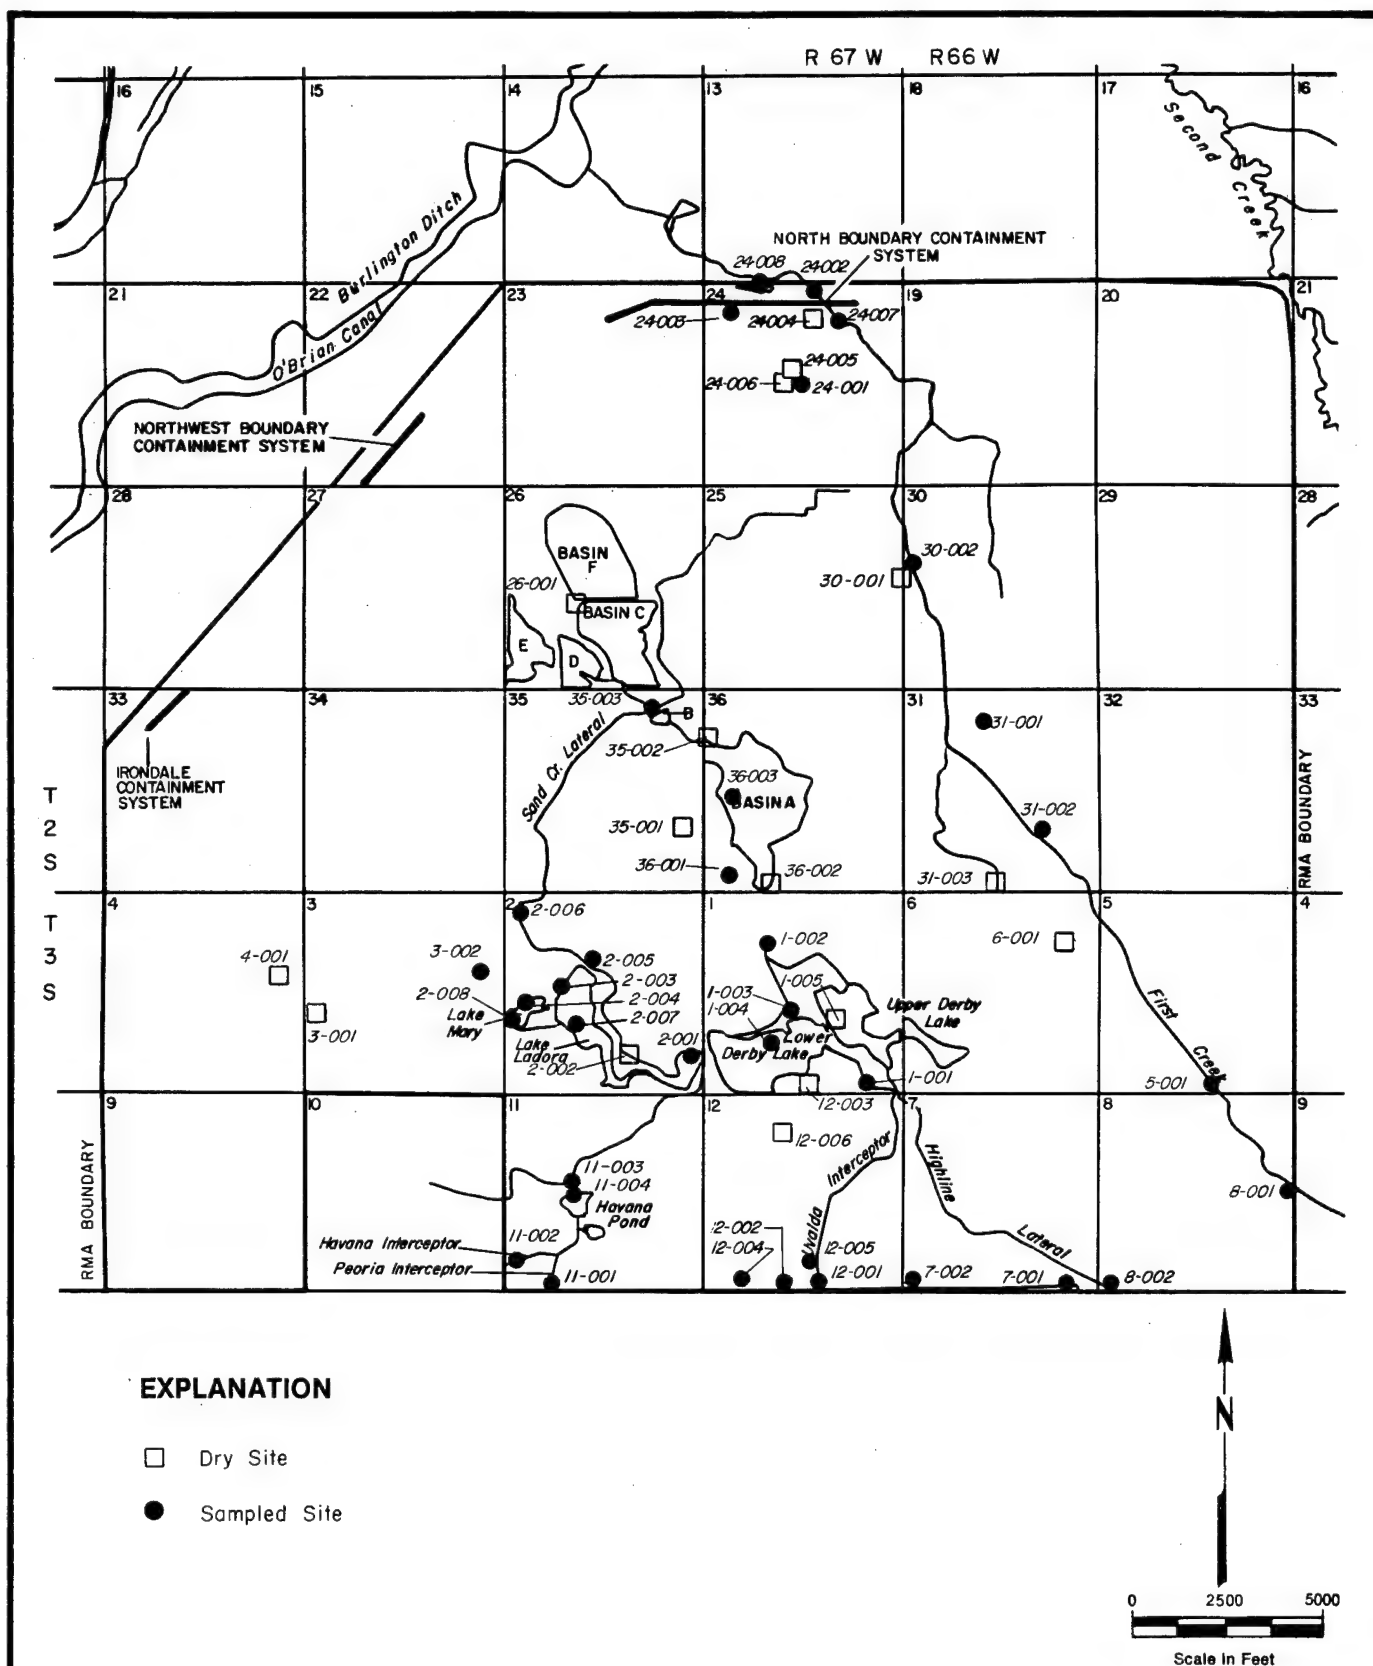 R 67 W
R66 W
16
15
14
13
18
17
16
Second Creek
Burlington Ditch
O'Brian Canal
NORTH BOUNDARY CONTAINMENT
SYSTEM
24-008
24-002
21
22
23
24
19
20
21
24-003
24-004
24-007
24-005
24-006
24-001
NORTHWEST BOUNDARY
CONTAINMENT SYSTEM
28
27
26
25
30
29
28
BASIN
F
30-002
26-001
30-001
BASIN C
E
D
33
34
35
35-003
36
31
32
33
B
31-001
35-002
Sand Cr. Lateral
IRONDALE
CONTAINMENT
SYSTEM
36-003
BASIN A
31-002
35-001
36-001
36-002
31-003
RMA BOUNDARY
T
2
S
T
3
S
4
3
2
1
6
5
4
2-006
1-002
6-001
4-001
3-002
2-005
2-003
1-005
2-008
2-004
1-003
Upper Derby
Lake
Lake
Mary
2-007
1-004
3-001
Lower
Derby Lake
Lake
Ladora
2-001
2-002
First Creek
1-001
5-001
9
10
11
12
12-003
7
8
9
12-006
Interceptor
Uvalda
Highline
Lateral
11-003
11-004
Havana
Pond
8-001
RMA BOUNDARY
11-002
Havana Interceptor
Peoria Interceptor
11-001
12-002
12-004
12-005
12-001
7-002
7-001
8-002
EXPLANATION
Dry Site
Sampled Site
N
0 2500 5000
Scale in Feet